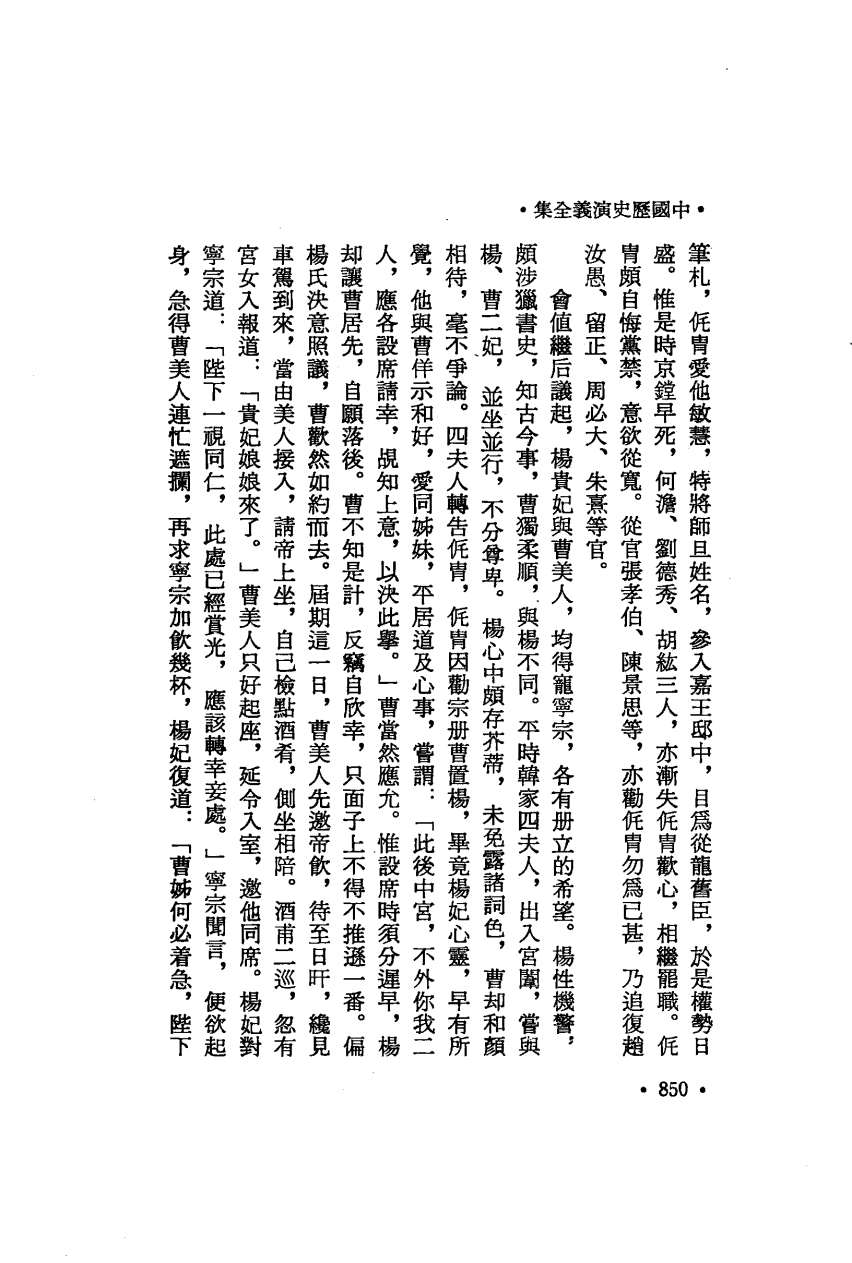 •中國歷史演義全集•
筆札，侂冑愛他敏慧，特將師旦姓名，參入嘉王邸中，目爲從龍舊臣，於是權勢日
盛。惟是時京鏜早死，何澹、劉德秀、胡紘三人，亦漸失侂冑歡心，相繼罷職。侂
冑頗自悔黨禁，意欲從寬。從官張孝伯、陳景思等，亦勸侂冑勿爲已甚，乃追復趙
汝愚、留正、周必大、朱熹等官。
會值繼后議起，楊貴妃與曹美人，均得寵寧宗，各有册立的希望。楊性機警，
頗涉獵書史，知古今事，曹獨柔順，與楊不同。平時韓家四夫人，出入宮闈，嘗與
楊、曹二妃，並坐並行，不分尊卑。楊心中頗存芥蒂，未免露諸詞色，曹却和顏
相待，毫不爭論。四夫人轉告侂冑，侂冑因勸宗册曹置楊，畢竟楊妃心靈，早有所
覺，他與曹佯示和好，愛同姊妹，平居道及心事，嘗謂：「此後中宮，不外你我二
人，應各設席請幸，覘知上意，以決此擧。」曹當然應允。惟設席時須分遲早，楊
却讓曹居先，自願落後。曹不知是計，反竊自欣幸，只面子上不得不推遜一番。偏
楊氏決意照議，曹歡然如約而去。屆期這一日，曹美人先邀帝飲，待至日旰，纔見
車駕到來，當由美人接入，請帝上坐，自己檢點酒肴，側坐相陪。酒甫二巡，忽有
宮女入報道：「貴妃娘娘來了。」曹美人只好起座，延令入室，邀他同席。楊妃對
寧宗道：「陛下一視同仁，此處已經賞光，應該轉幸妾處。」寧宗聞言，便欲起
身，急得曹美人連忙遮攔，再求寧宗加飲幾杯，楊妃復道：「曹姊何必着急，陛下
•850•